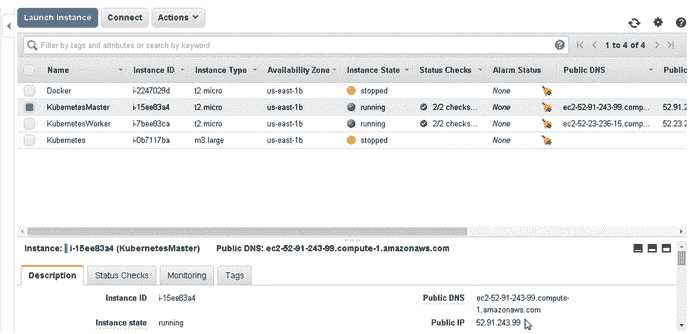 Launch Instance Connect Actions
Filter by tags and attributes or search by keyword 1 to 4 of 4
Name Instance ID Instance Type Availability Zone Instance State Status Checks Alarm Status Public DNS Public
Docker i-2247029d t2.micro us-east-1b stopped None
KubernetesMaster i-15ee83a4 t2.micro us-east-1b running 2/2 checks... None ec2-52-91-243-99.comp... 52.91.
KubernetesWorker i-7bee83ca t2.micro us-east-1b running 2/2 checks... None ec2-52-23-236-15.comp... 52.23.2
Kubernetes i-0b7117ba m3.large us-east-1b stopped None
Instance: i-15ee83a4 (KubernetesMaster) Public DNS: ec2-52-91-243-99.compute-1.amazonaws.com
Description Status Checks Monitoring Tags
Instance ID i-15ee83a4 Public DNS ec2-52-91-243-99.compute-
1.amazonaws.com
Instance state running Public IP 52.91.243.99